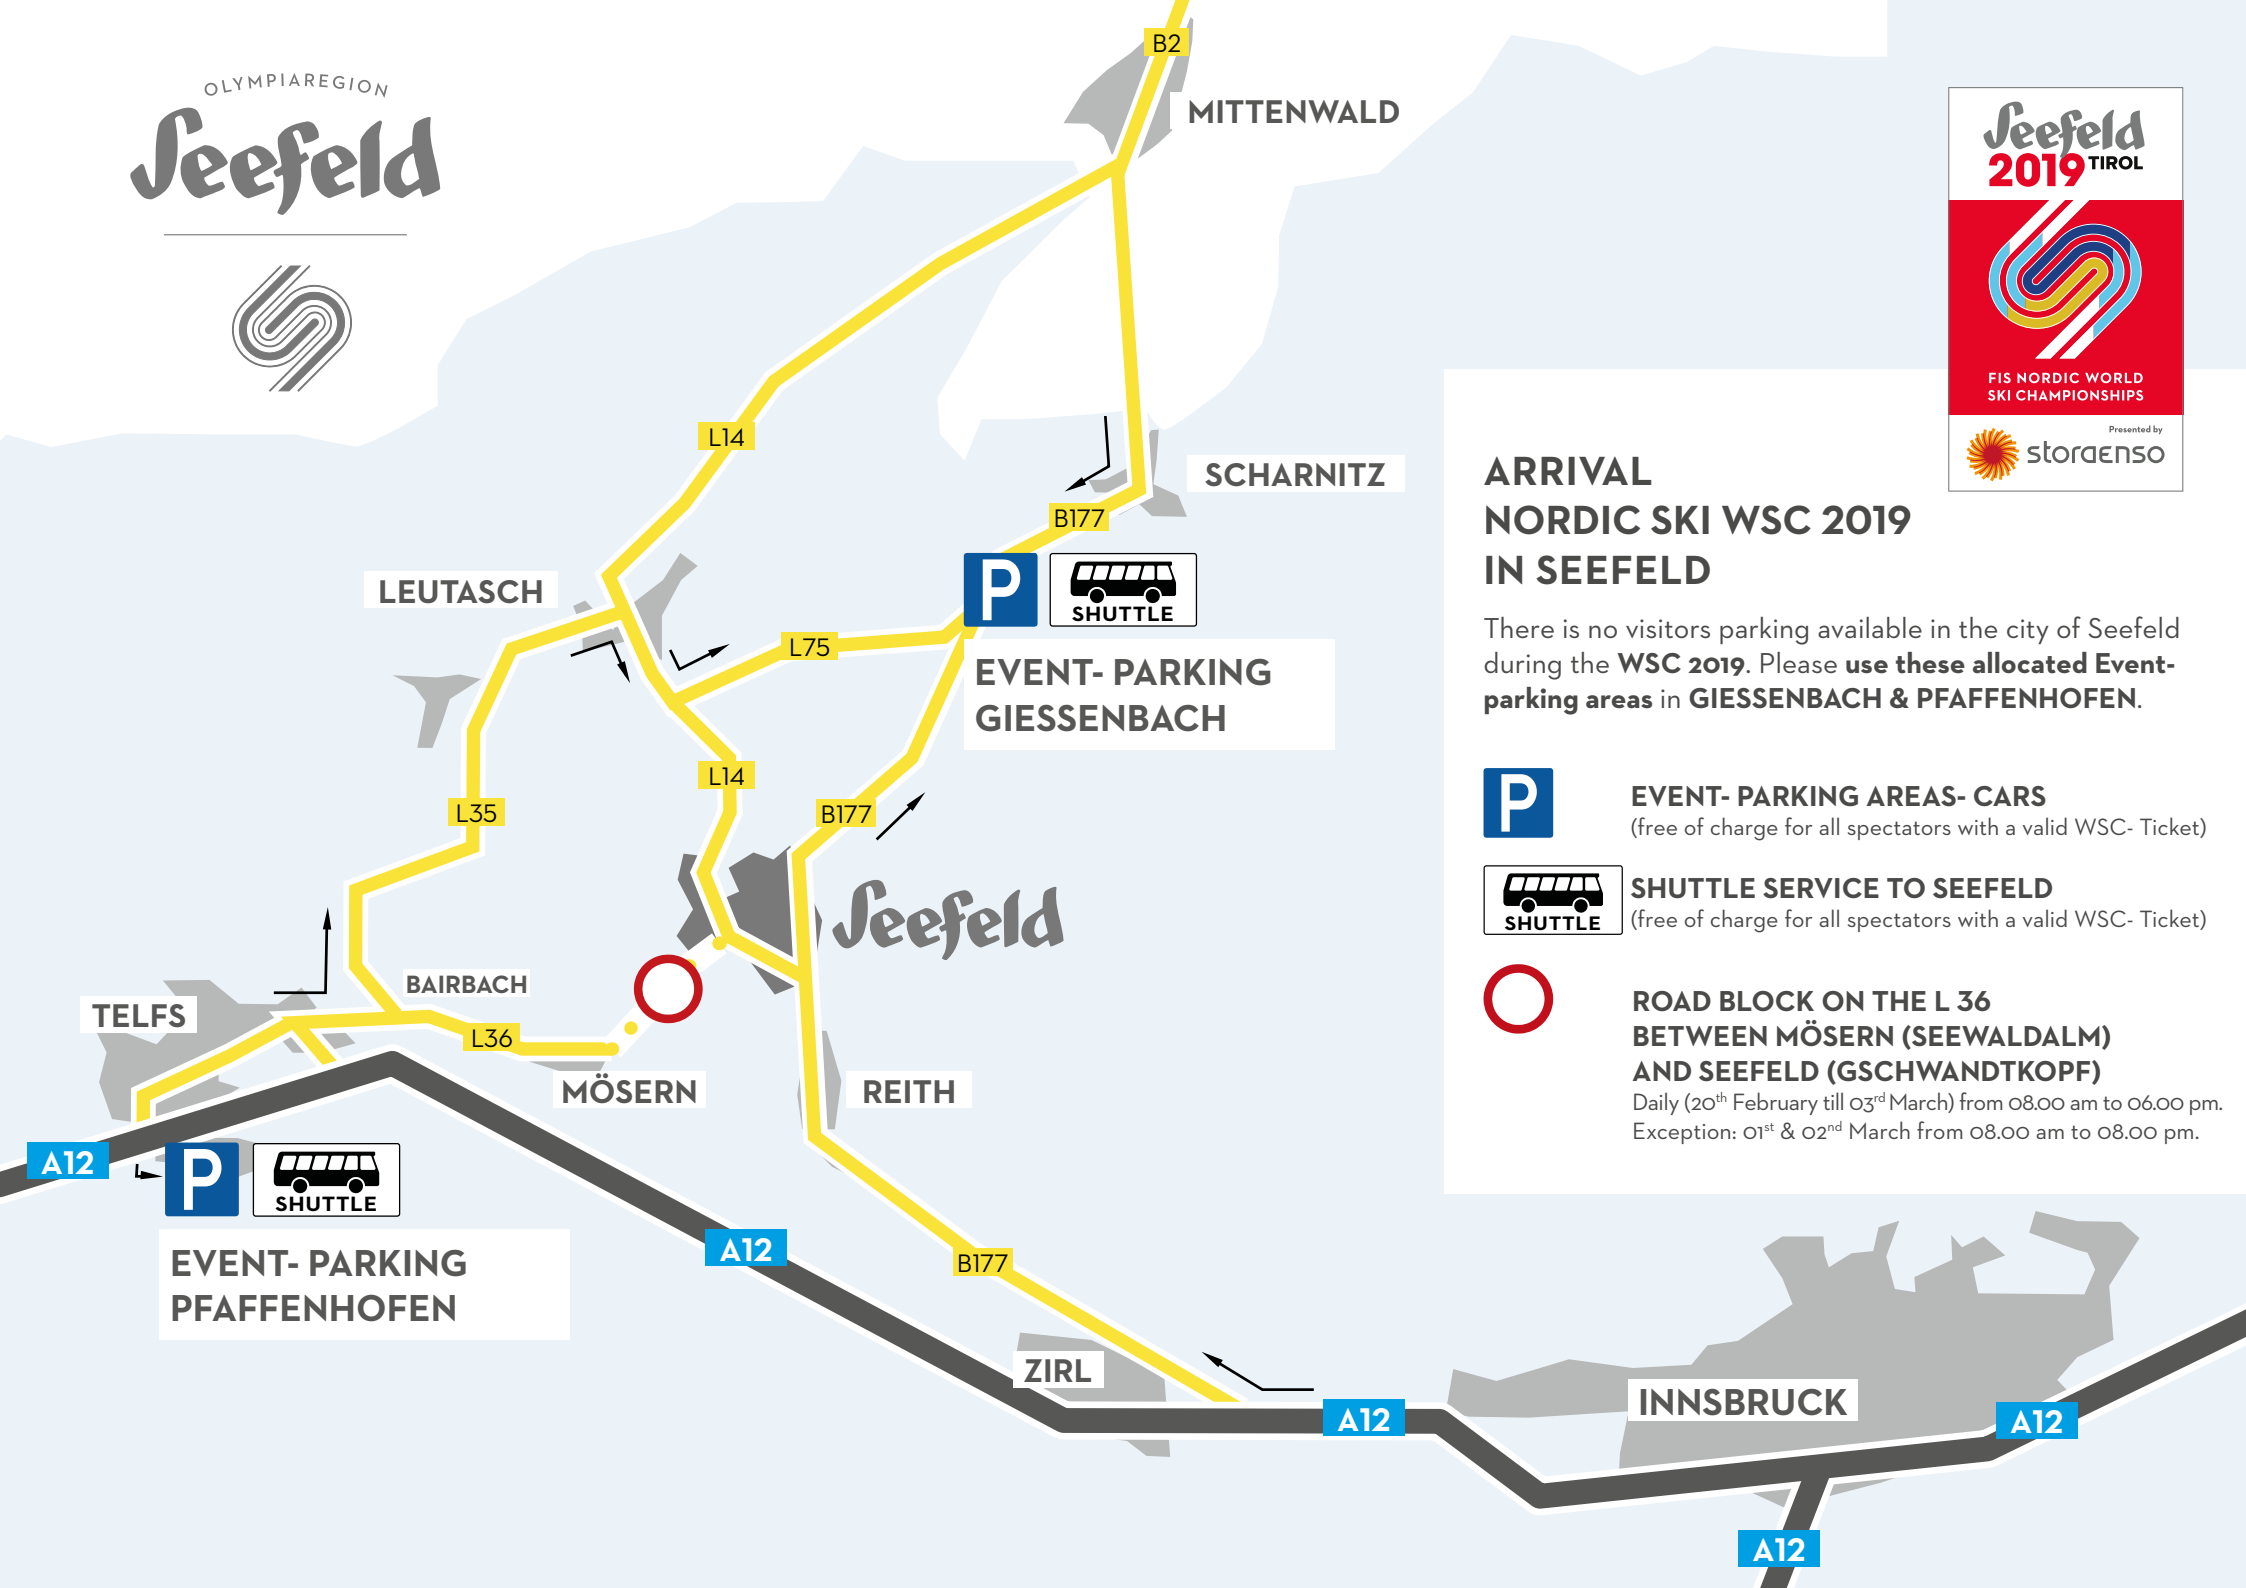 OLYMPIAREGION
Seefeld
B2
MITTENWALD
L14
SCHARNITZ
B177
P
SHUTTLE
LEUTASCH
L75
EVENT- PARKING
GIESSENBACH
L14
L35
B177
Seefeld
BAIRBACH
TELFS
L36
MÖSERN
REITH
A12
P
SHUTTLE
EVENT- PARKING
PFAFFENHOFEN
A12
B177
ZIRL
A12
INNSBRUCK
A12
A12
Seefeld
2019 TIROL
FIS NORDIC WORLD
SKI CHAMPIONSHIPS
Presented by
storaenso
ARRIVAL
NORDIC SKI WSC 2019
IN SEEFELD
There is no visitors parking available in the city of Seefeld
during the WSC 2019. Please use these allocated Event-
parking areas in GIESSENBACH & PFAFFENHOFEN.
P
EVENT- PARKING AREAS- CARS
(free of charge for all spectators with a valid WSC- Ticket)
SHUTTLE
SHUTTLE SERVICE TO SEEFELD
(free of charge for all spectators with a valid WSC- Ticket)
ROAD BLOCK ON THE L 36
BETWEEN MÖSERN (SEEWALDALM)
AND SEEFELD (GSCHWANDTKOPF)
Daily (20th February till 03rd March) from 08.00 am to 06.00 pm.
Exception: 01st & 02nd March from 08.00 am to 08.00 pm.